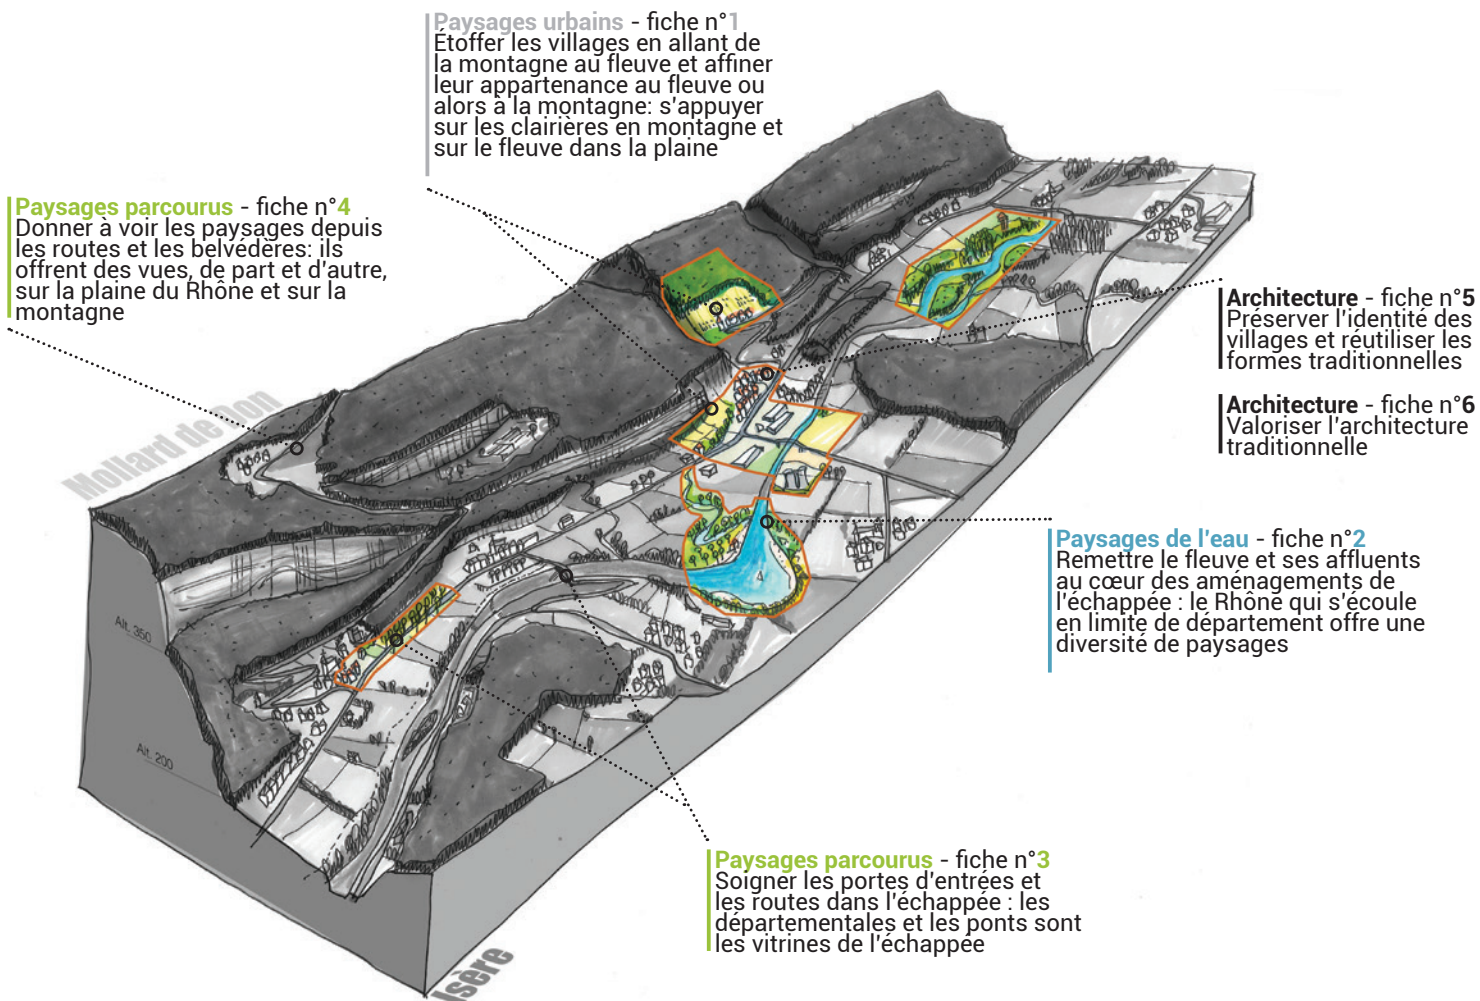 Paysages urbains - fiche n°1
Étoffer les villages en allant de
la montagne au fleuve et affiner
leur appartenance au fleuve ou
alors à la montagne: s'appuyer
sur les clairières en montagne et
sur le fleuve dans la plaine
Paysages parcourus - fiche n°4
Donner à voir les paysages depuis
les routes et les belvédères: ils
offrent des vues, de part et d'autre,
sur la plaine du Rhône et sur la
montagne
Architecture - fiche n°5
Préserver l'identité des
villages et réutiliser les
formes traditionnelles
Architecture - fiche n°6
Valoriser l'architecture
traditionnelle
Mollard de Don
Paysages de l'eau - fiche n°2
Remettre le fleuve et ses affluents
au cœur des aménagements de
l'échappée : le Rhône qui s'écoule
en limite de département offre une
diversité de paysages
Alt. 350
Alt. 200
Paysages parcourus - fiche n°3
Soigner les portes d'entrées et
les routes dans l'échappée : les
départementales et les ponts sont
les vitrines de l'échappée
Isère